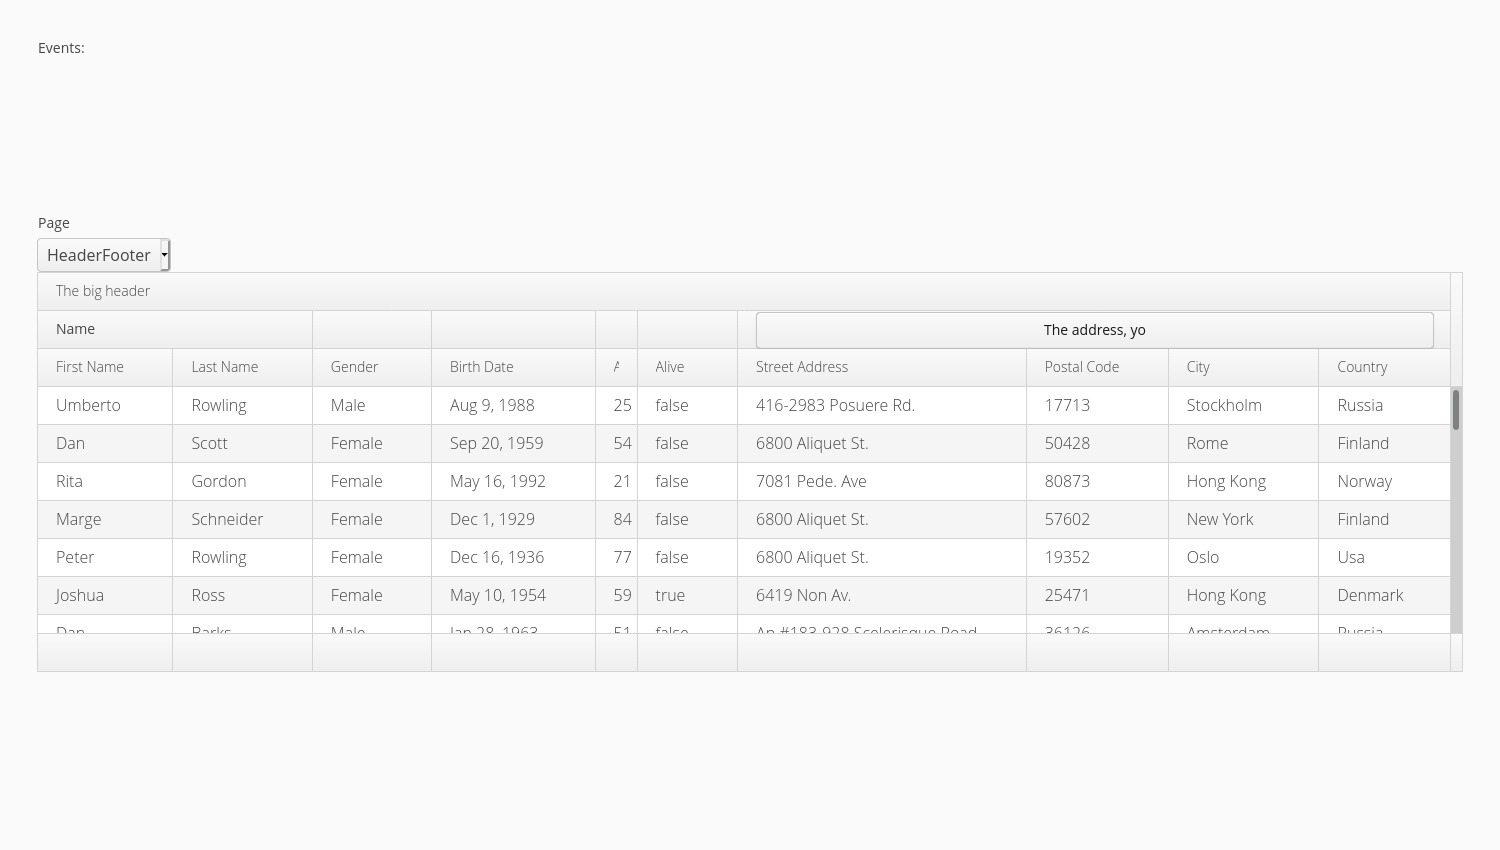 Events:
Page
HeaderFooter
The big header
Name The address, yo
First Name Last Name Gender Birth Date Alive Street Address Postal Code City Country
Umberto Rowling Male Aug 9, 1988 25 false 416-2983 Posuere Rd. 17713 Stockholm Russia
Dan Scott Female Sep 20, 1959 54 false 6800 Aliquet St. 50428 Rome Finland
Rita Gordon Female May 16, 1992 21 false 7081 Pede. Ave 80873 Hong Kong Norway
Marge Schneider Female Dec 1, 1929 84 false 6800 Aliquet St. 57602 New York Finland
Peter Rowling Female Dec 16, 1936 77 false 6800 Aliquet St. 19352 Oslo Usa
Joshua Ross Female May 10, 1954 59 true 6419 Non Av. 25471 Hong Kong Denmark
Dan Barks Male Jan 28, 1963 51 false Ap #183-928 Scelerisque Road 36126 Amsterdam Russia